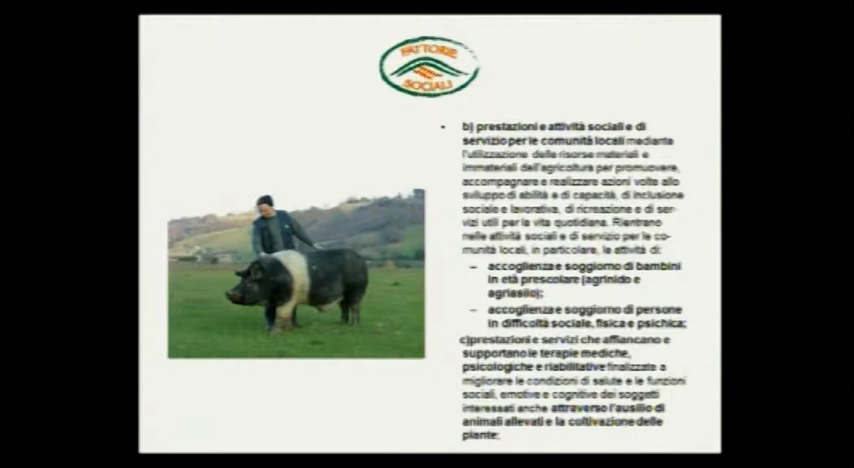 FATTORIE
SOCIALI
• b) prestazioni e attività sociali e di
servizio per le comunità locali mediante
l'utilizzazione delle risorse materiali e
immateriali dell'agricoltura per promuovere,
accompagnare e realizzare azioni volte allo
sviluppo di abilità e di capacità, di inclusione
sociale e lavorativa, di ricreazione e di ser-
vizi utili per la vita quotidiana. Rientrano
nelle attività sociali e di servizio per le co-
munità locali, in particolare, le attività di:
– accoglienza e soggiorno di bambini
in età prescolare (agrinido e
agriasilo);
– accoglienza e soggiorno di persone
in difficoltà sociale, fisica e psichica;
c)prestazioni e servizi che affiancano e
supportano le terapie mediche,
psicologiche e riabilitative finalizzate a
migliorare le condizioni di salute e le funzioni
sociali, emotive e cognitive dei soggetti
interessati anche attraverso l'ausilio di
animali allevati e la coltivazione delle
piante;